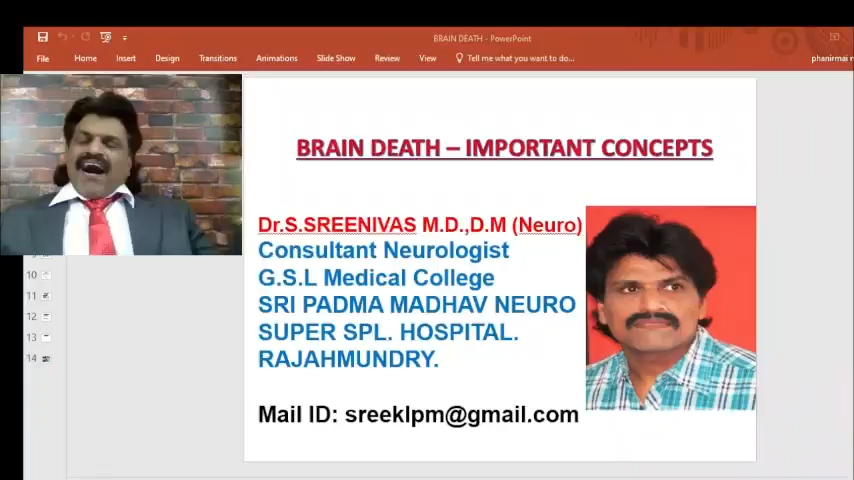 BRAIN DEATH - PowerPoint
File Home Insert Design Transitions Animations Slide Show Review View Tell me what you want to do... phanirmai
BRAIN DEATH – IMPORTANT CONCEPTS
Dr.S.SREENIVAS M.D.,D.M (Neuro)
Consultant Neurologist
G.S.L Medical College
SRI PADMA MADHAV NEURO
SUPER SPL. HOSPITAL.
RAJAHMUNDRY.
Mail ID: sreeklpm@gmail.com
10
11
12
13
14